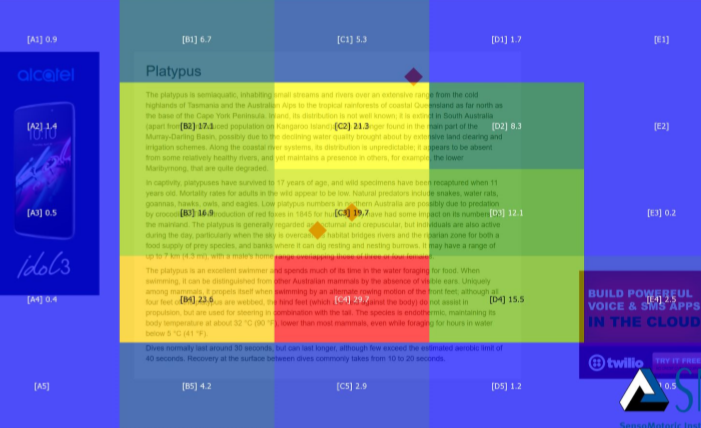 [A1] 0.9
[B1] 6.7
[C1] 5.3
[D1] 1.7
[E1]
alcatel
Platypus
The platypus is semiaquatic, inhabiting small streams and rivers over an extensive range from the cold
highlands of Tasmania and the Australian Alps to the tropical rainforests of coastal Queensland as far north as
the base of the Cape York Peninsula. Inland, its distribution is not well known; it is extinct in South Australia
(apart from introduced population on Kangaroo Island) longer found in the main part of the
[A2] 1.4
[B2] 17.1
[C2] 21.3
[D2] 8.3
[E2]
10:10
Murray-Darling Basin, possibly due to the declining water quality brought about by extensive land clearing and
irrigation schemes. Along the coastal river systems, its distribution is unpredictable; it appears to be absent
from some relatively healthy rivers, and yet maintains a presence in others, for example, the lower
Maribyrnong, that are quite degraded.
In captivity, platypuses have survived to 17 years of age, and wild specimens have been recaptured when 11
years old. Mortality rates for adults in the wild appear to be low. Natural predators include snakes, water rats,
goannas, hawks, owls, and eagles. Low platypus numbers in northern Australia are possibly due to predation
by introduction of red foxes in 1845 for have had some impact on its numbers
[A3] 0.5
[B3] 16.9
[C3] 19.7
[D3] 12.1
[E3] 0.2
the mainland. The platypus is generally regarded as nocturnal and crepuscular, but individuals are also active
during the day, particularly when the sky is overcast habitat bridges rivers and the riparian zone for both a
food supply of prey species, and banks where it can dig resting and nesting burrows. It may have a range of
up to 7 km (4.3 mi), with a male's home range overlapping those of three or four females.
idol3
The platypus is an excellent swimmer and spends much of its time in the water foraging for food. When
swimming, it can be distinguished from other Australian mammals by the absence of visible ears. Uniquely
among mammals, it propels itself when swimming by an alternate rowing motion of the front feet; although all
four feet of platypus are webbed, the hind feet (which against the body) do not assist in
[A4] 0.4
[B4] 23.6
[C4] 29.7
[D4] 15.5
[E4] 2.5
propulsion, but are used for steering in combination with the tail. The species is endothermic, maintaining its
body temperature at about 32 °C (90 °F), lower than most mammals, even while foraging for hours in water
below 5 °C (41 °F).
Dives normally last around 30 seconds, but can last longer, although few exceed the estimated aerobic limit of
40 seconds. Recovery at the surface between dives commonly takes from 10 to 20 seconds.
BUILD POWERFUL
VOICE & SMS APPS
IN THE CLOUD
twilio
TRY IT FREE
[A5]
[B5] 4.2
[C5] 2.9
[D5] 1.2
0.5